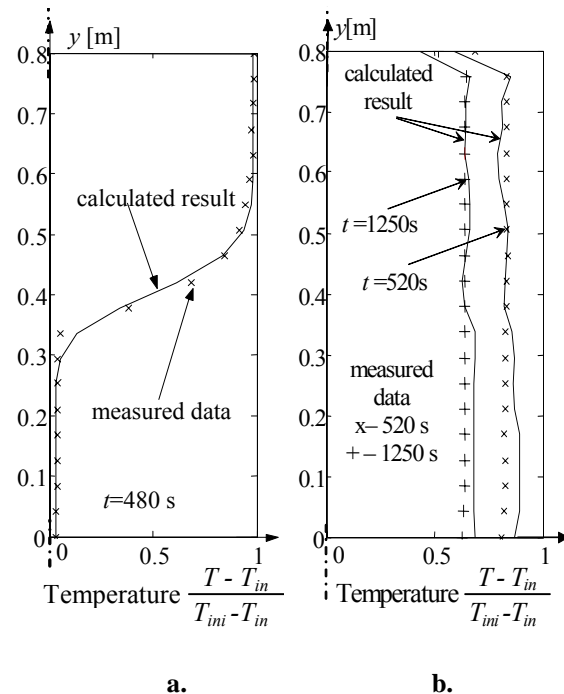 y [m]
0.8
0.7
0.6
0.5
0.4
0.3
0.2
0.1
0
calculated result
measured data
t=480 s
0 0.5 1
Temperature (T - T_in)/(T_ini - T_in)
a.
y[m]
0.8
0.7
0.6
0.5
0.4
0.3
0.2
0.1
0
calculated
result
t=1250s
t=520s
measured
data
x– 520 s
+– 1250 s
0 0.5 1
Temperature (T - T_in)/(T_ini - T_in)
b.